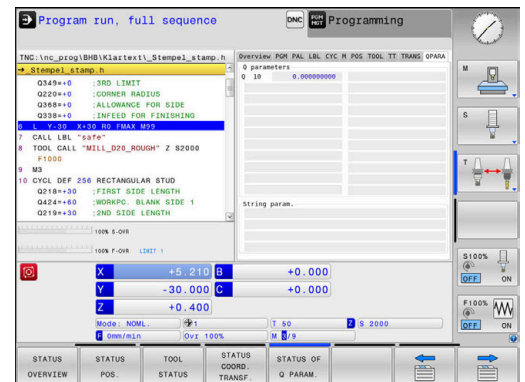 Program run, full sequence
DNC PGM MGT Programming
TNC:\nc_prog\BHB\Klartext\_Stempel_stamp.h
→_Stempel_stamp.h
Q349=+0 ;3RD LIMIT
Q220=+0 ;CORNER RADIUS
Q368=+0 ;ALLOWANCE FOR SIDE
Q338=+0 ;INFEED FOR FINISHING
6 L Y-30 X+30 R0 FMAX M99
7 CALL LBL "safe"
8 TOOL CALL "MILL_D20_ROUGH" Z S2000
F1000
9 M3
10 CYCL DEF 256 RECTANGULAR STUD
Q218=+30 ;FIRST SIDE LENGTH
Q424=+60 ;WORKPC. BLANK SIDE 1
Q219=+30 ;2ND SIDE LENGTH
Overview PGM PAL LBL CYC M POS TOOL TT TRANS QPARA
Q parameters
Q 10 0.000000000
String param.
100% S-OVR
100% F-OVR LIMIT 1
X +5.210 B +0.000
Y -30.000 C +0.000
Z +0.400
Mode: NOML. 1 T 50 Z S 2000
F 0mm/min Ovr 100% M 5/9
M
S
T
S100%
OFF ON
F100%
OFF ON
STATUS OVERVIEW
STATUS POS.
TOOL STATUS
STATUS COORD. TRANSF.
STATUS OF Q PARAM.